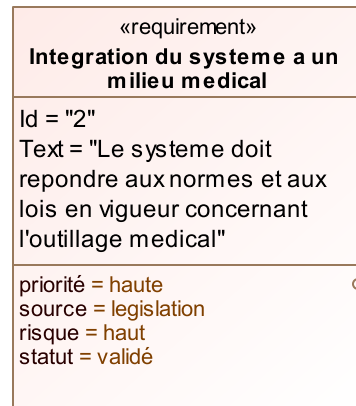 «requirement»
Integration du systeme a un
milieu medical
Id = "2"
Text = "Le systeme doit
repondre aux normes et aux
lois en vigueur concernant
l'outillage medical"
priorité = haute
source = legislation
risque = haut
statut = validé